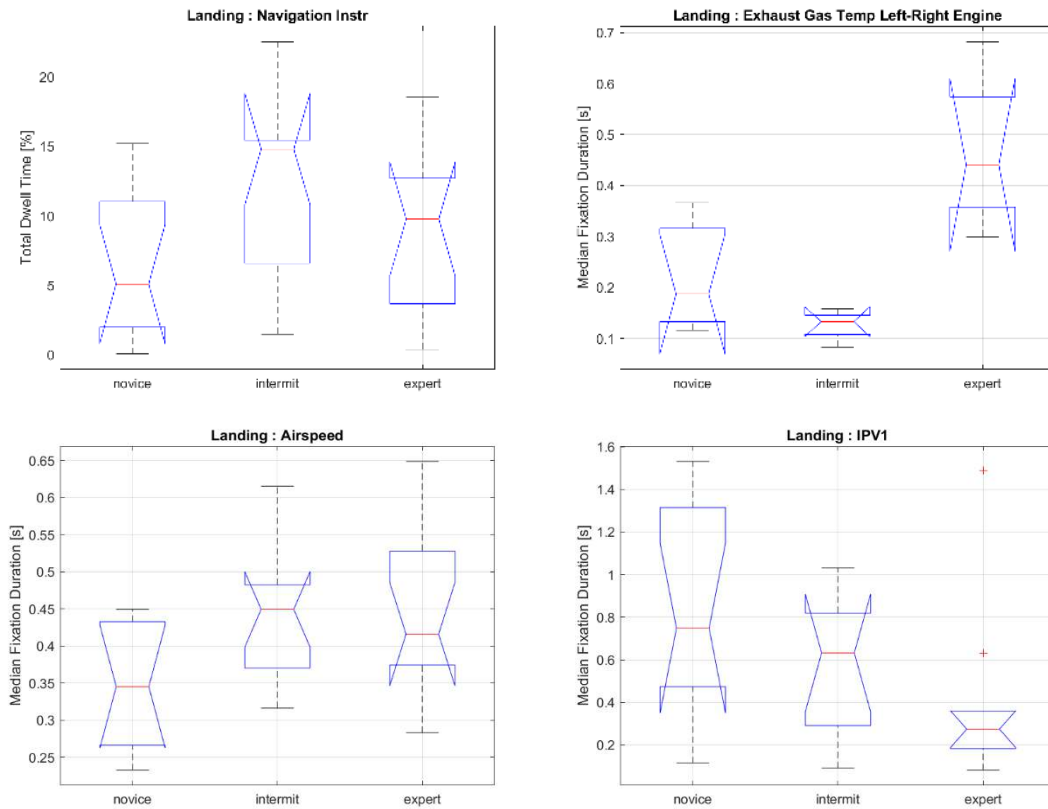 Landing : Navigation Instr
Total Dwell Time [%]
20
15
10
5
0
novice intermit expert
Landing : Exhaust Gas Temp Left-Right Engine
Median Fixation Duration [s]
0.7
0.6
0.5
0.4
0.3
0.2
0.1
novice intermit expert
Landing : Airspeed
Median Fixation Duration [s]
0.65
0.6
0.55
0.5
0.45
0.4
0.35
0.3
0.25
novice intermit expert
Landing : IPV1
Median Fixation Duration [s]
1.6
1.4
1.2
1
0.8
0.6
0.4
0.2
novice intermit expert